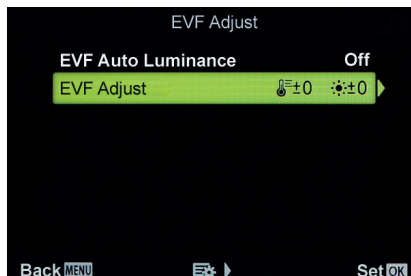 EVF Adjust
EVF Auto Luminance Off
EVF Adjust ±0 ±0
Back MENU Set OK